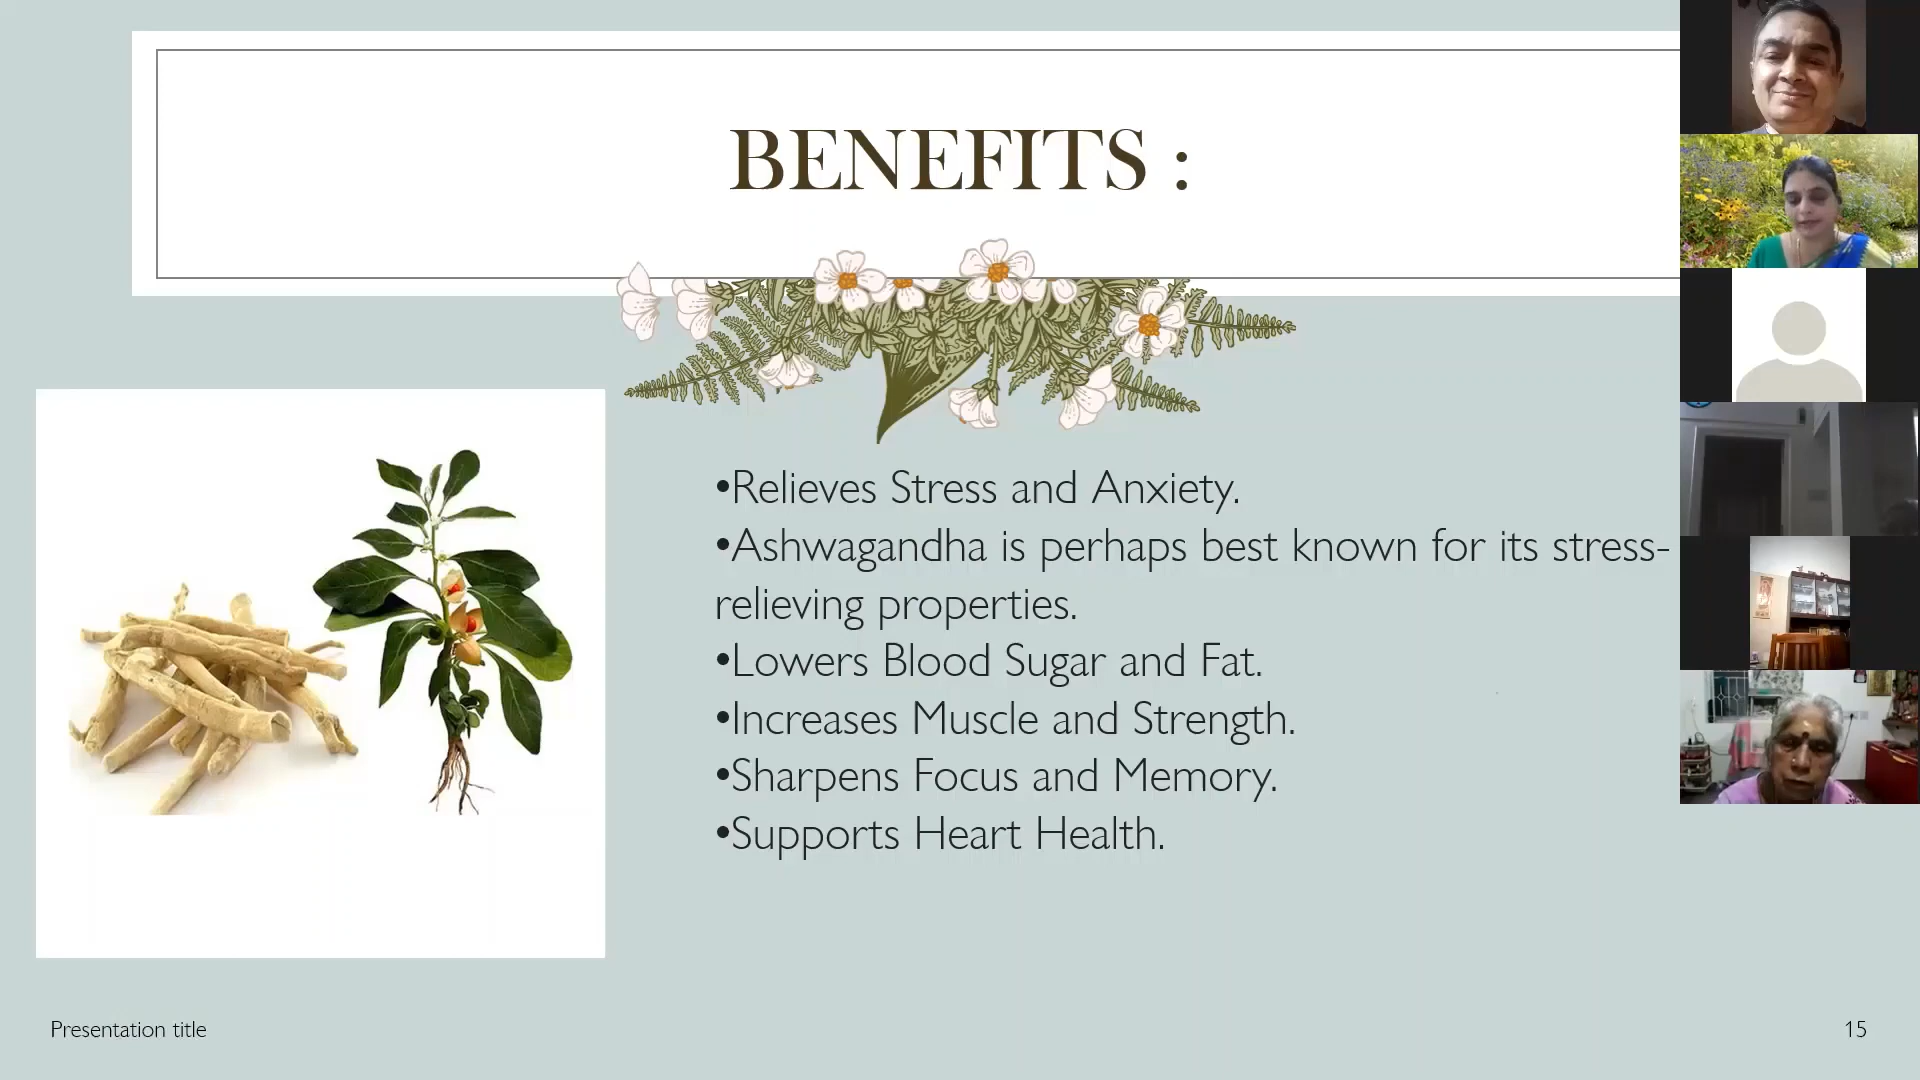 BENEFITS :
•Relieves Stress and Anxiety.
•Ashwagandha is perhaps best known for its stress-
relieving properties.
•Lowers Blood Sugar and Fat.
•Increases Muscle and Strength.
•Sharpens Focus and Memory.
•Supports Heart Health.
Presentation title
15